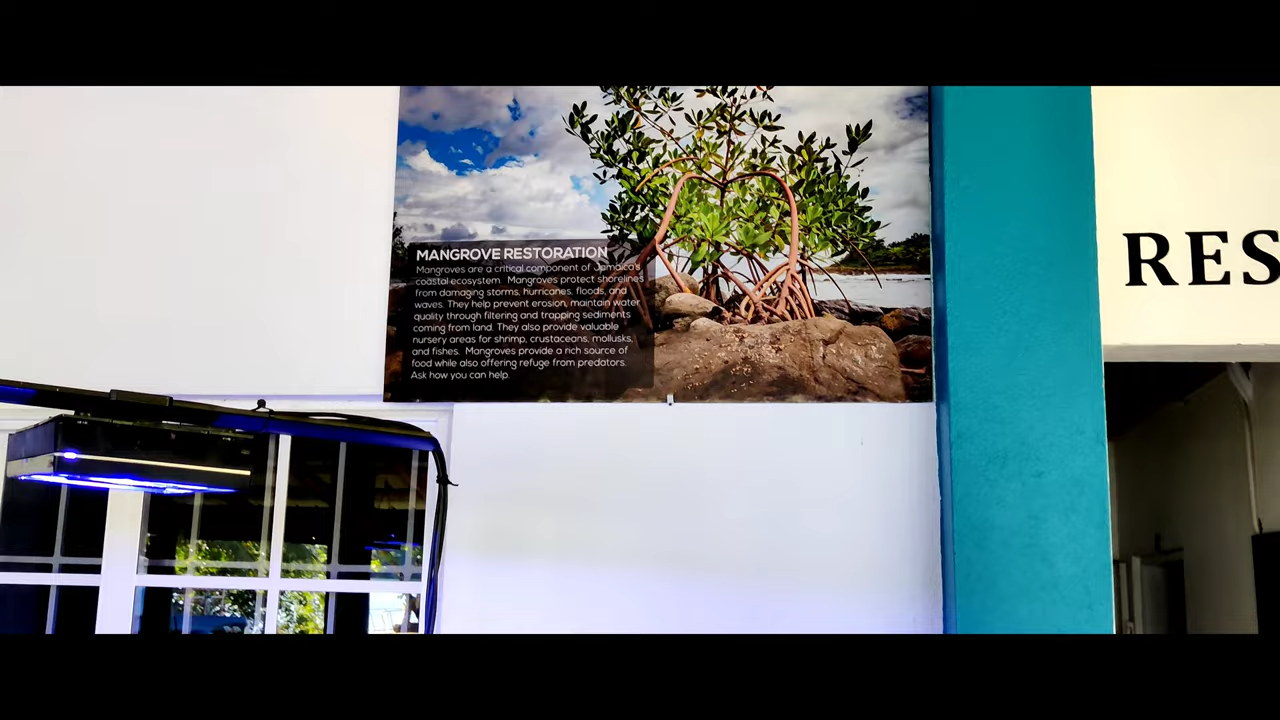 MANGROVE RESTORATION
Mangroves are a critical component of Jamaica's
coastal ecosystem. Mangroves protect shorelines
from damaging storms, hurricanes, floods, and
waves. They help prevent erosion, maintain water
quality through filtering and trapping sediments
coming from land. They also provide valuable
nursery areas for shrimp, crustaceans, mollusks,
and fishes. Mangroves provide a rich source of
food while also offering refuge from predators.
Ask how you can help.
RES